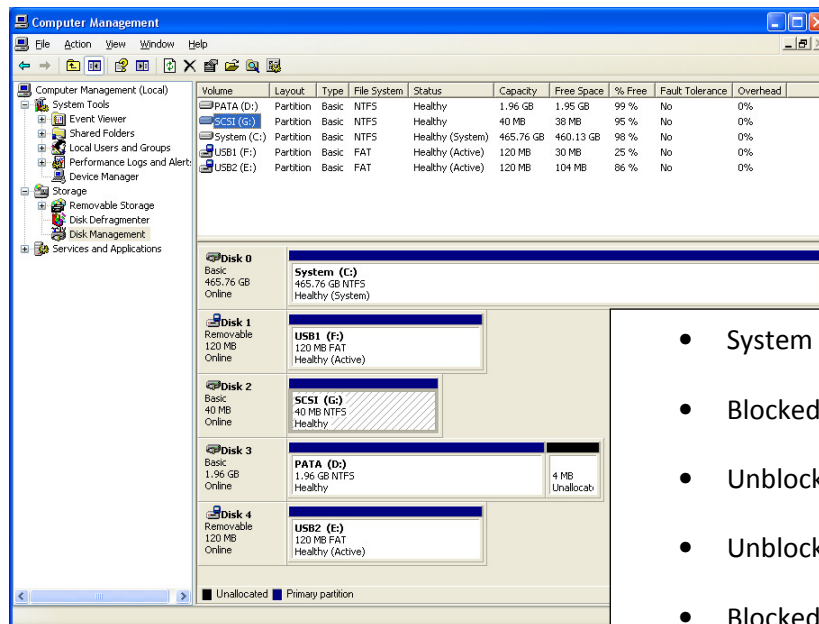 Computer Management
File Action View Window Help
Computer Management (Local)
System Tools
Event Viewer
Shared Folders
Local Users and Groups
Performance Logs and Alert
Device Manager
Storage
Removable Storage
Disk Defragmenter
Disk Management
Services and Applications
Volume Layout Type File System Status Capacity Free Space % Free Fault Tolerance Overhead
PATA (D:) Partition Basic NTFS Healthy 1.96 GB 1.95 GB 99 % No 0%
SCSI (G:) Partition Basic NTFS Healthy 40 MB 38 MB 95 % No 0%
System (C:) Partition Basic NTFS Healthy (System) 465.76 GB 460.13 GB 98 % No 0%
USB1 (F:) Partition Basic FAT Healthy (Active) 120 MB 30 MB 25 % No 0%
USB2 (E:) Partition Basic FAT Healthy (Active) 120 MB 104 MB 86 % No 0%
Disk 0
Basic
465.76 GB
Online
System (C:)
465.76 GB NTFS
Healthy (System)
Disk 1
Removable
120 MB
Online
USB1 (F:)
120 MB FAT
Healthy (Active)
Disk 2
Basic
40 MB
Online
SCSI (G:)
40 MB NTFS
Healthy
Disk 3
Basic
1.96 GB
Online
PATA (D:)
1.96 GB NTFS
Healthy
4 MB
Unallocat
Disk 4
Removable
120 MB
Online
USB2 (E:)
120 MB FAT
Healthy (Active)
Unallocated Primary partition
• System
• Blocked
• Unblock
• Unblock
• Blocked